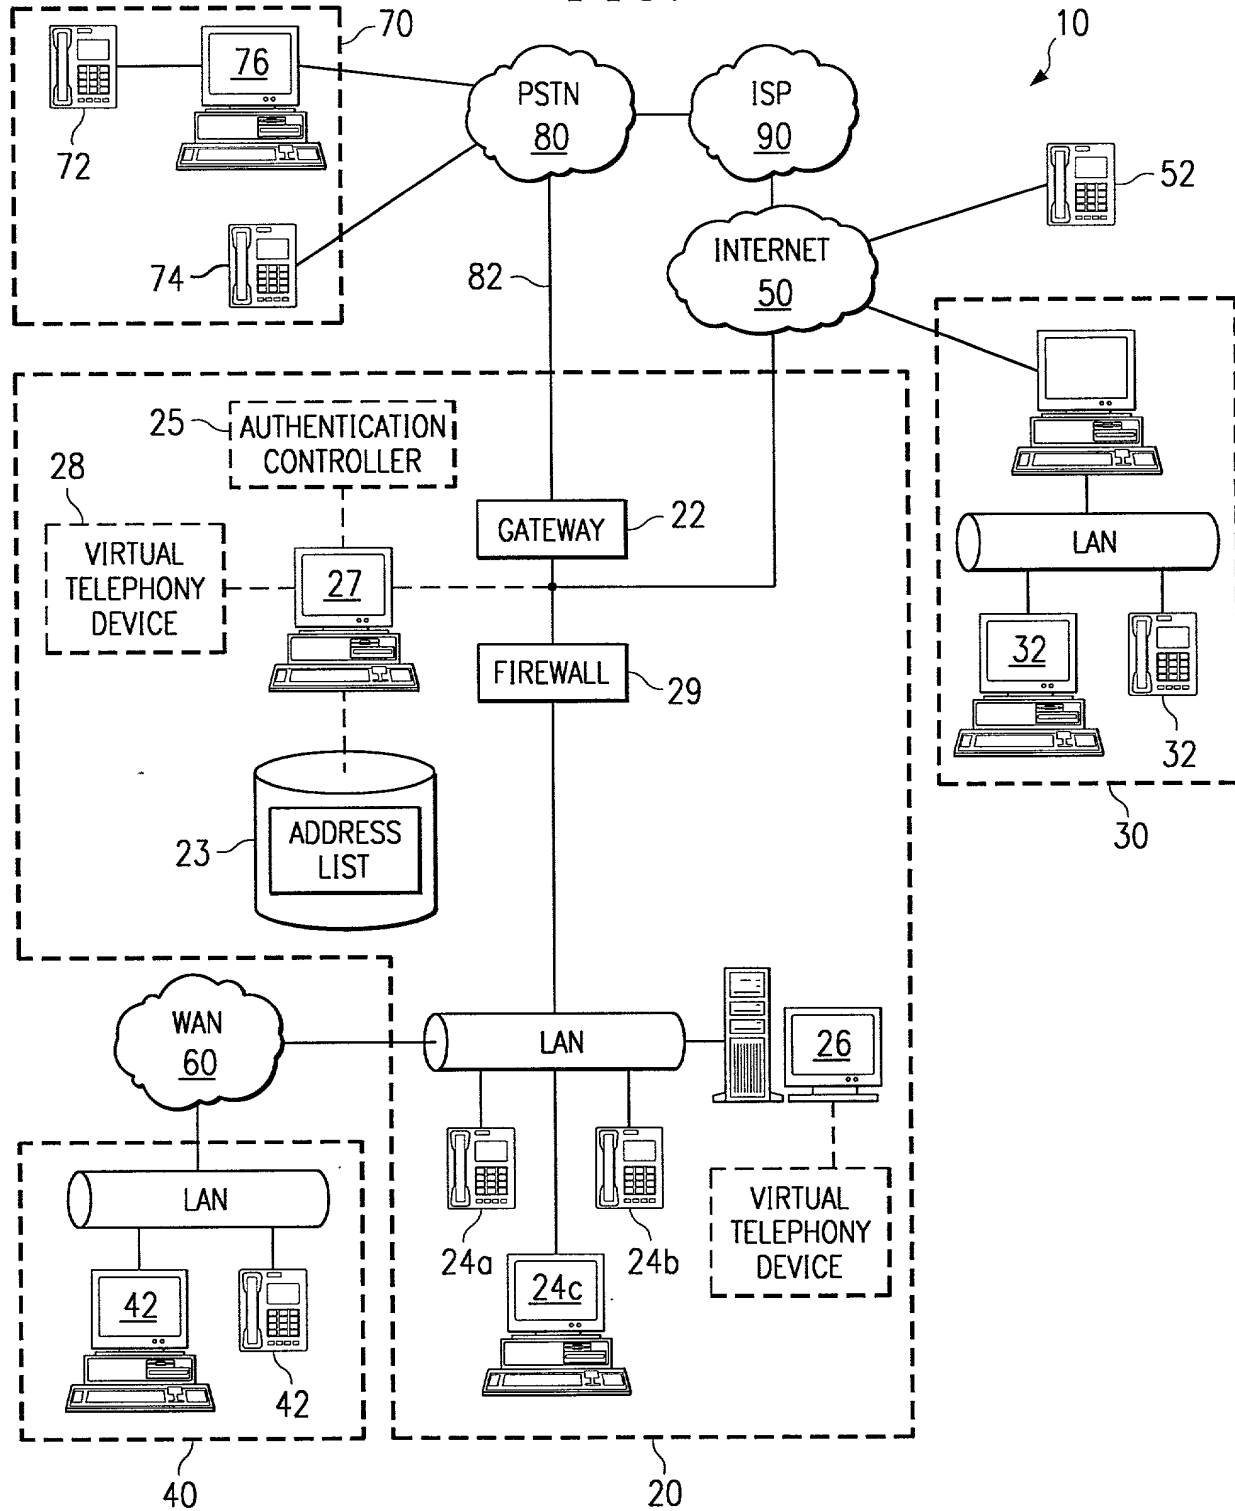 70
10
76
72
74
PSTN
80
ISP
90
52
INTERNET
50
82
25
AUTHENTICATION
CONTROLLER
28
VIRTUAL
TELEPHONY
DEVICE
27
GATEWAY
22
LAN
FIREWALL
29
32
32
30
23
ADDRESS
LIST
WAN
60
LAN
26
LAN
24a
24b
VIRTUAL
TELEPHONY
DEVICE
24c
42
42
40
20